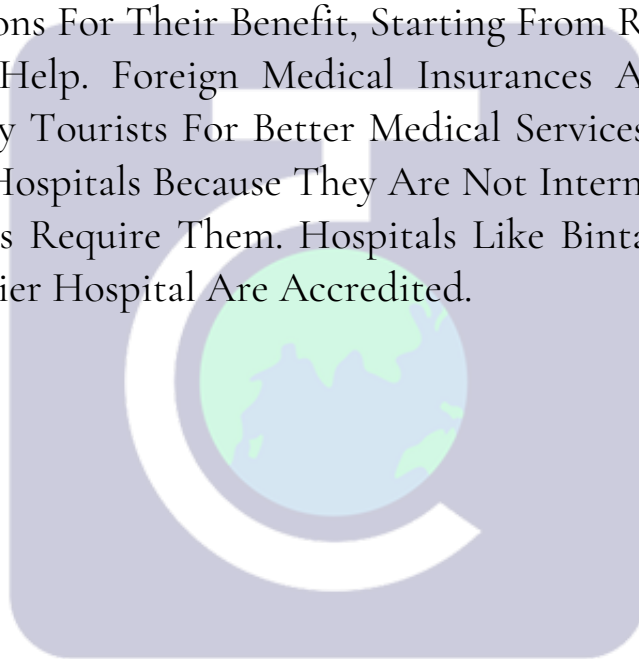 ons For Their Benefit, Starting From R
Help. Foreign Medical Insurances A
y Tourists For Better Medical Services
Hospitals Because They Are Not Intern
s Require Them. Hospitals Like Binta
ier Hospital Are Accredited.